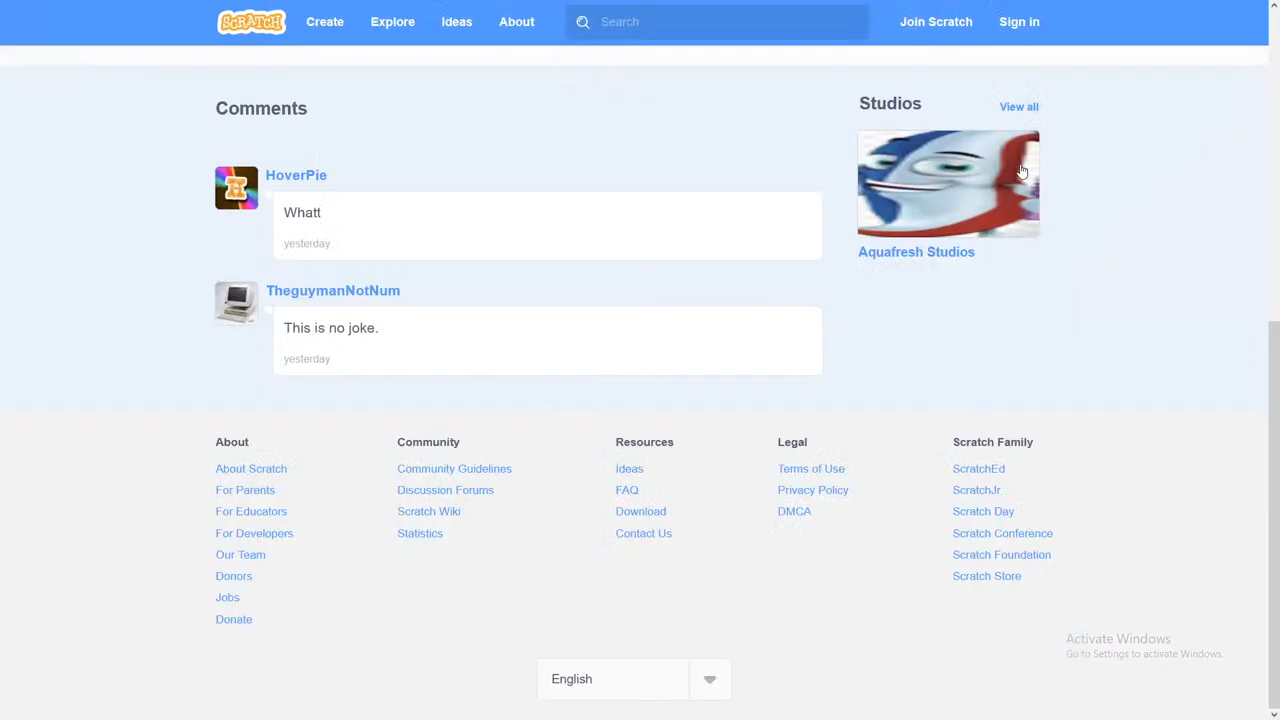 SCRATCH
Create
Explore
Ideas
About
Search
Join Scratch
Sign in
Comments
HoverPie
Whatt
yesterday
TheguymanNotNum
This is no joke.
yesterday
Studios
View all
Aquafresh Studios
About
About Scratch
For Parents
For Educators
For Developers
Our Team
Donors
Jobs
Donate
Community
Community Guidelines
Discussion Forums
Scratch Wiki
Statistics
Resources
Ideas
FAQ
Download
Contact Us
Legal
Terms of Use
Privacy Policy
DMCA
Scratch Family
ScratchEd
ScratchJr
Scratch Day
Scratch Conference
Scratch Foundation
Scratch Store
Activate Windows
Go to Settings to activate Windows.
English